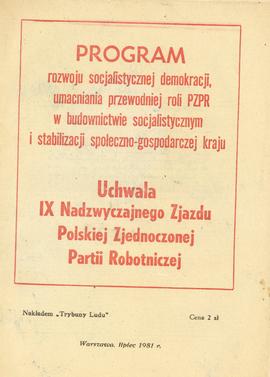 PROGRAM
rozwoju socjalistycznej demokracji,
umacniania przewodniej roli PZPR
w budownictwie socjalistycznym
i stabilizacji społeczno-gospodarczej kraju
Uchwała
IX Nadzwyczajnego Zjazdu
Polskiej Zjednoczonej
Partii Robotniczej
Nakładem „Trybuny Ludu"
Cena 2 zł
Warszawa, lipiec 1981 r.